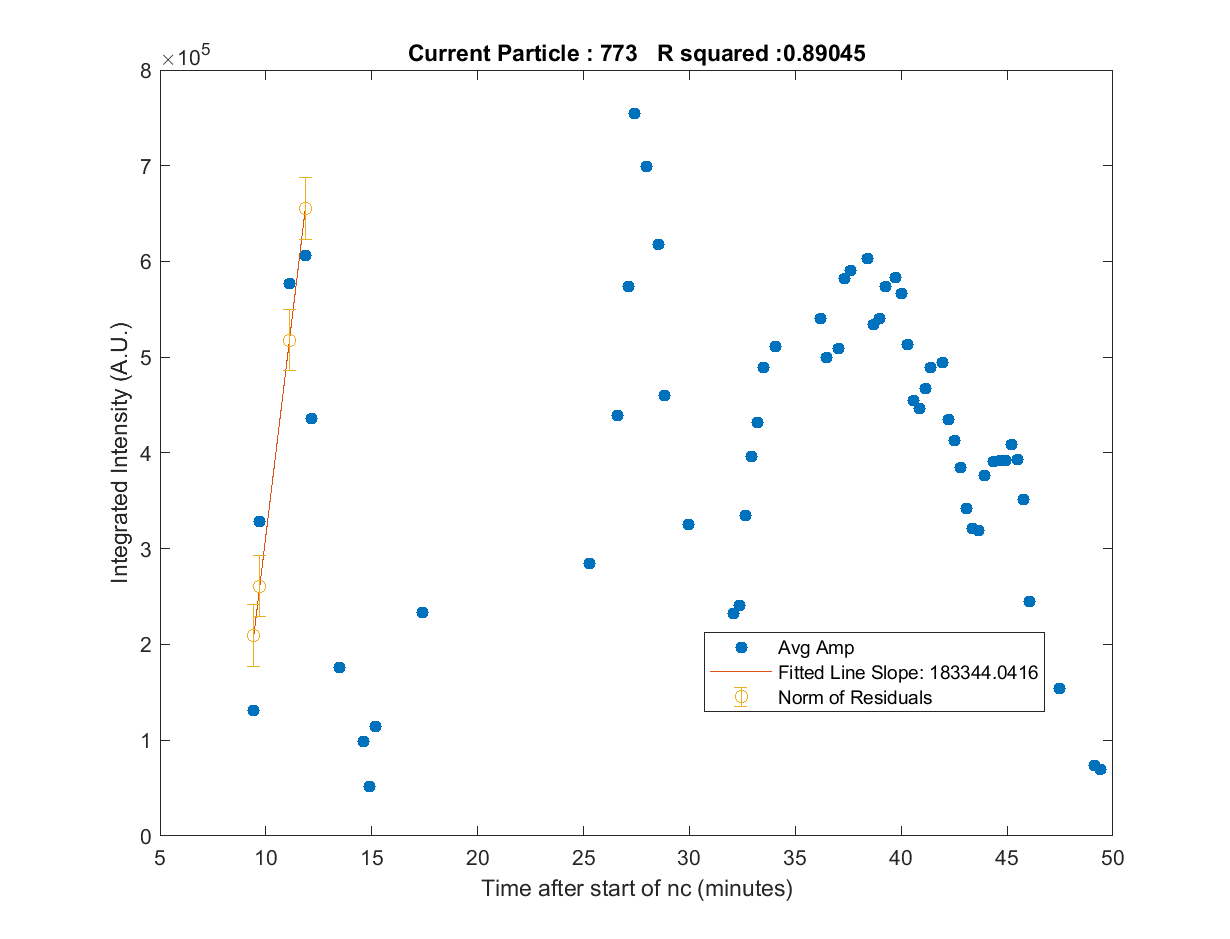 Current Particle : 773 R squared :0.89045
×10^5
8
7
6
5
4
3
2
1
0
Integrated Intensity (A.U.)
Avg Amp
Fitted Line Slope: 183344.0416
Norm of Residuals
5 10 15 20 25 30 35 40 45 50
Time after start of nc (minutes)